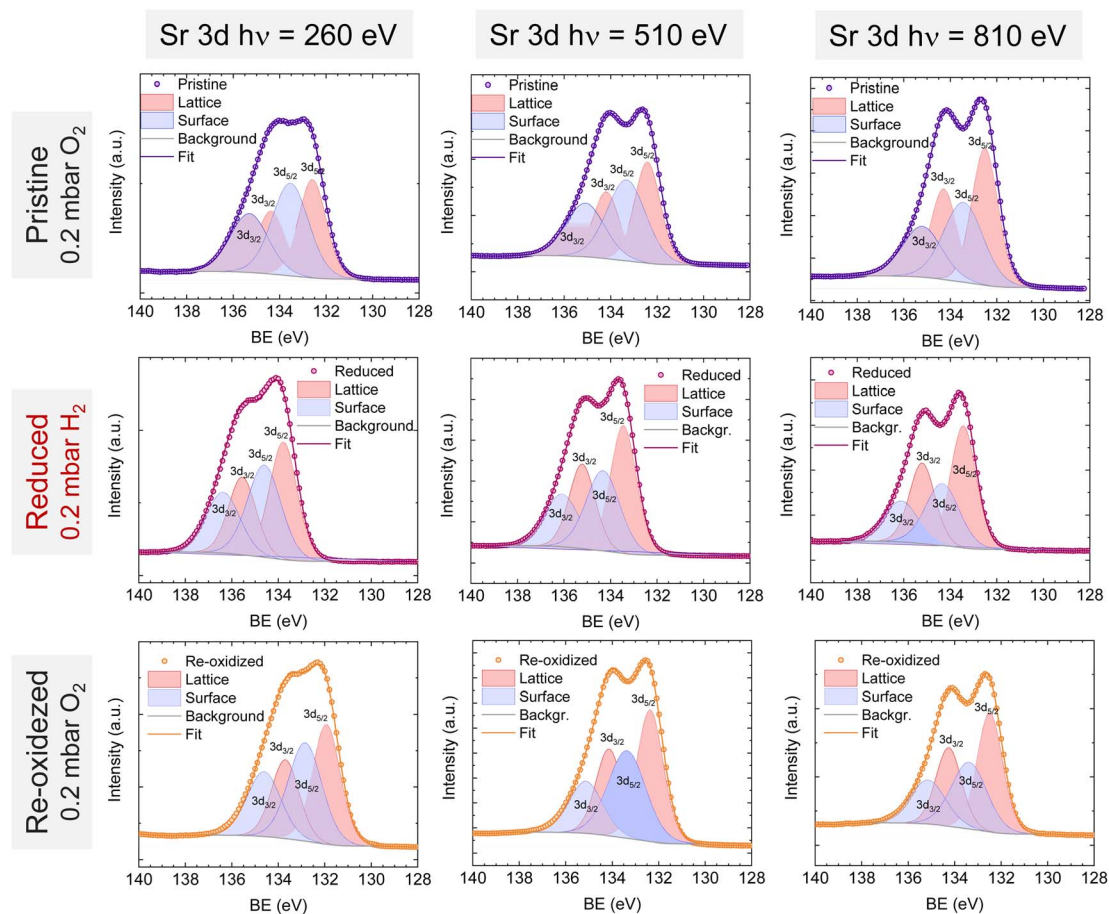 Sr 3d hν = 260 eV
Sr 3d hν = 510 eV
Sr 3d hν = 810 eV
Pristine
0.2 mbar O2
Pristine
Lattice
Surface
Background
Fit
3d3/2
3d3/2
3d5/2
3d5/2
Intensity (a.u.)
140 138 136 134 132 130 128
BE (eV)
Pristine
Lattice
Surface
Background
Fit
3d3/2
3d3/2
3d5/2
3d5/2
Intensity (a.u.)
140 138 136 134 132 130 128
BE (eV)
Pristine
Lattice
Surface
Background
Fit
3d3/2
3d3/2
3d5/2
3d5/2
Intensity (a.u.)
140 138 136 134 132 130 128
BE (eV)
Reduced
0.2 mbar H2
Reduced
Lattice
Surface
Background
Fit
3d3/2
3d3/2
3d5/2
3d5/2
Intensity (a.u.)
140 138 136 134 132 130 128
BE (eV)
Reduced
Lattice
Surface
Backgr.
Fit
3d3/2
3d3/2
3d5/2
3d5/2
Intensity (a.u.)
140 138 136 134 132 130 128
BE (eV)
Reduced
Lattice
Surface
Backgr.
Fit
3d3/2
3d3/2
3d5/2
3d5/2
Intensity (a.u.)
140 138 136 134 132 130 128
BE (eV)
Re-oxidezed
0.2 mbar O2
Re-oxidized
Lattice
Surface
Background
Fit
3d3/2
3d3/2
3d5/2
3d5/2
Intensity (a.u.)
140 138 136 134 132 130 128
BE (eV)
Re-oxidized
Lattice
Surface
Backgr.
Fit
3d3/2
3d3/2
3d5/2
3d5/2
Intensity (a.u.)
140 138 136 134 132 130 128
BE (eV)
Re-oxidized
Lattice
Surface
Backgr.
Fit
3d3/2
3d3/2
3d5/2
3d5/2
Intensity (a.u.)
140 138 136 134 132 130 128
BE (eV)